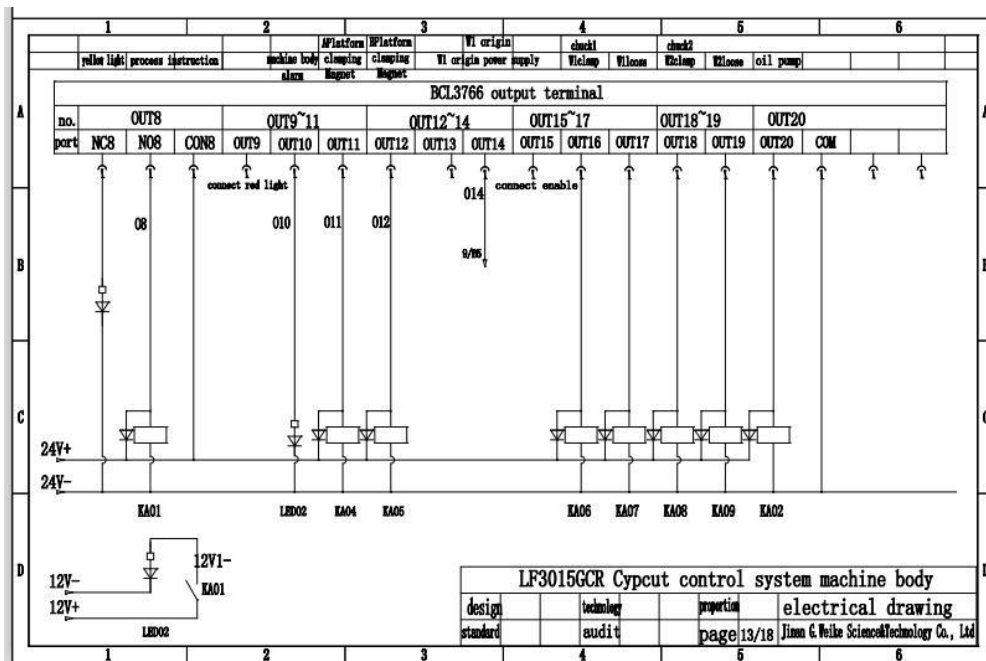 1 2 3 4 5 6
APlatform BPlatform W1 origin chuck1 chuck2
yellow light process instruction machine body clamping clamping W1 origin power supply W1clamp W1loose W2clamp W2loose oil pump
alarm Magnet Magnet
BCL3766 output terminal
A A
no. OUT8 OUT9~11 OUT12~14 OUT15~17 OUT18~19 OUT20
port NC8 NO8 CON8 OUT9 OUT10 OUT11 OUT12 OUT13 OUT14 OUT15 OUT16 OUT17 OUT18 OUT19 OUT20 COM
connect red light connect enable
O8 O10 O11 O12 O14
B 9/B5 B
C C
24V+
24V-
KA01 LED02 KA04 KA05 KA06 KA07 KA08 KA09 KA02
D D
12V1-
12V-
KA01
12V+
LED02
LF3015GCR Cypcut control system machine body
design technology proportion electrical drawing
standard audit page 13/18 Jinan G.Weike Science&Technology Co., Ltd
1 2 3 4 5 6